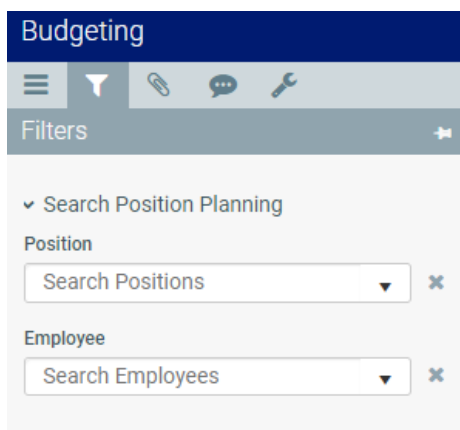 Budgeting
Filters
Search Position Planning
Position
Search Positions
Employee
Search Employees